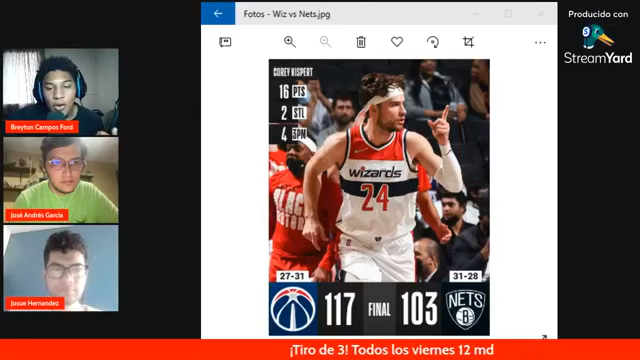 Fotos - Wiz vs Nets.jpg
Producido con
StreamYard
Breyton Campos Ford
José Andrés García
Josue Hernandez
COREY KISPERT
16 PTS
2 STL
4 3PM
wizards
24
27-31
31-28
117 FINAL 103
NETS
B
¡Tiro de 3! Todos los viernes 12 md